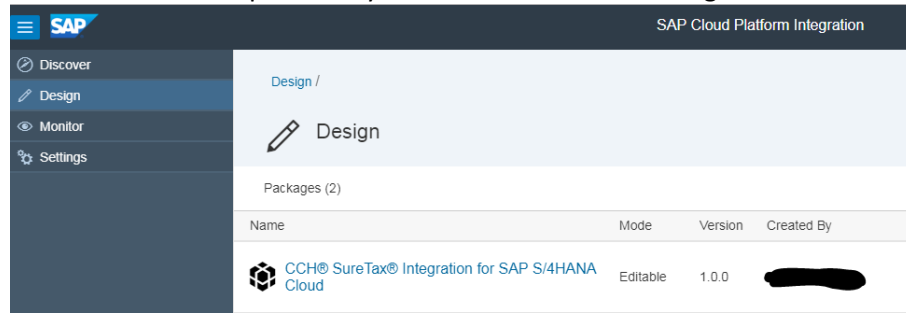 SAP
SAP Cloud Platform Integration
Discover
Design
Monitor
Settings
Design /
Design
Packages (2)
Name Mode Version Created By
CCH® SureTax® Integration for SAP S/4HANA
Cloud
Editable 1.0.0